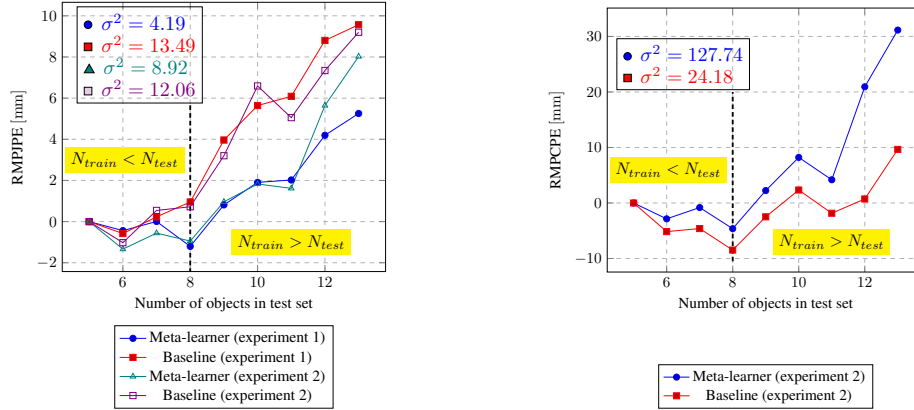 σ² = 4.19
σ² = 13.49
σ² = 8.92
σ² = 12.06
N_train < N_test
N_train > N_test
10
8
6
4
2
0
−2
6
8
10
12
RMPJPE [mm]
Number of objects in test set
Meta-learner (experiment 1)
Baseline (experiment 1)
Meta-learner (experiment 2)
Baseline (experiment 2)
σ² = 127.74
σ² = 24.18
N_train < N_test
N_train > N_test
30
20
10
0
−10
6
8
10
12
RMPCPE [mm]
Number of objects in test set
Meta-learner (experiment 2)
Baseline (experiment 2)